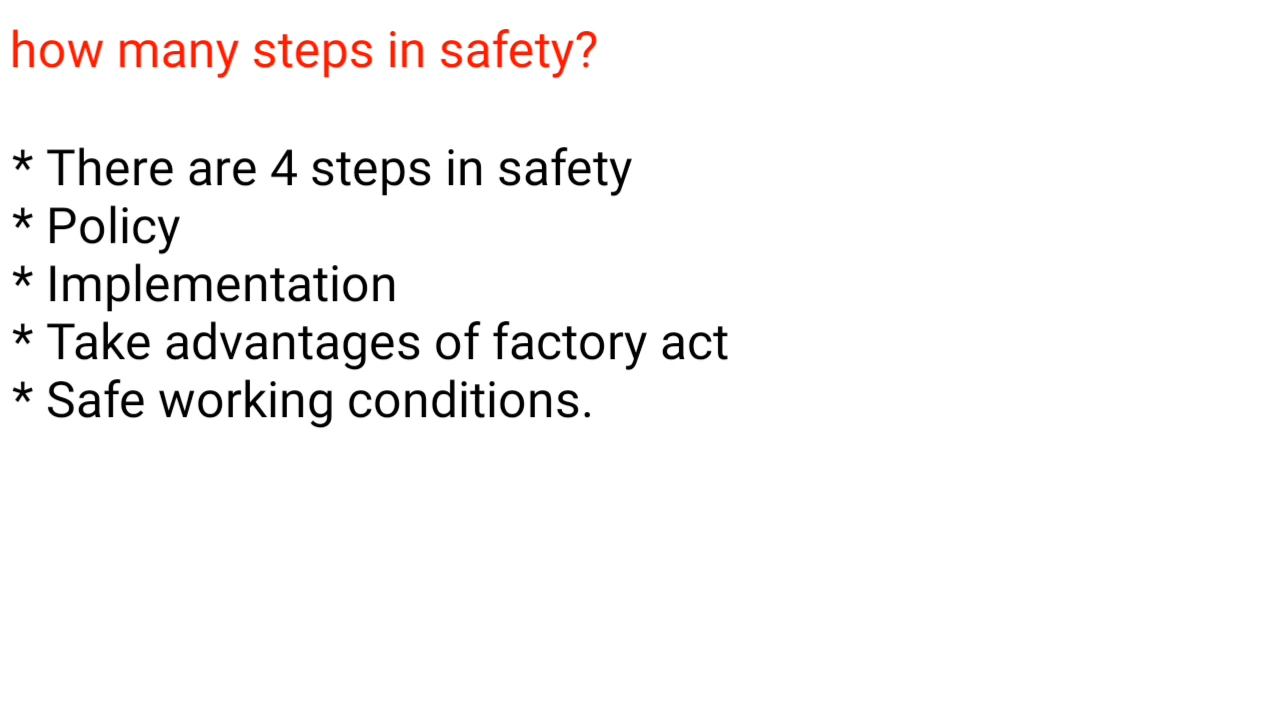 how many steps in safety?
* There are 4 steps in safety
* Policy
* Implementation
* Take advantages of factory act
* Safe working conditions.